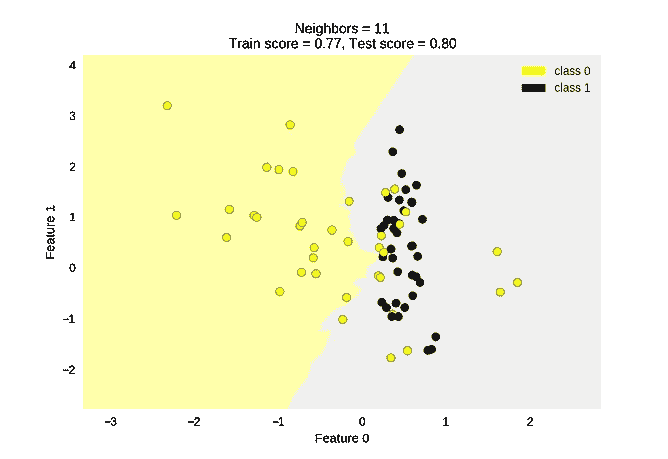 Neighbors = 11
Train score = 0.77, Test score = 0.80
class 0
class 1
4
3
2
1
0
−1
−2
Feature 1
−3
−2
−1
0
1
2
Feature 0